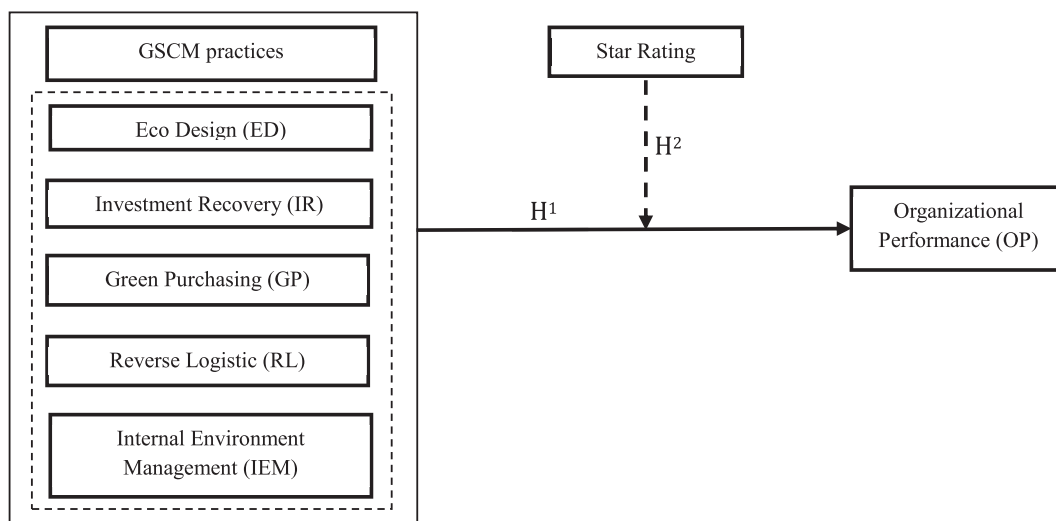 GSCM practices
Eco Design (ED)
Investment Recovery (IR)
Green Purchasing (GP)
Reverse Logistic (RL)
Internal Environment
Management (IEM)
Star Rating
H²
H¹
Organizational
Performance (OP)